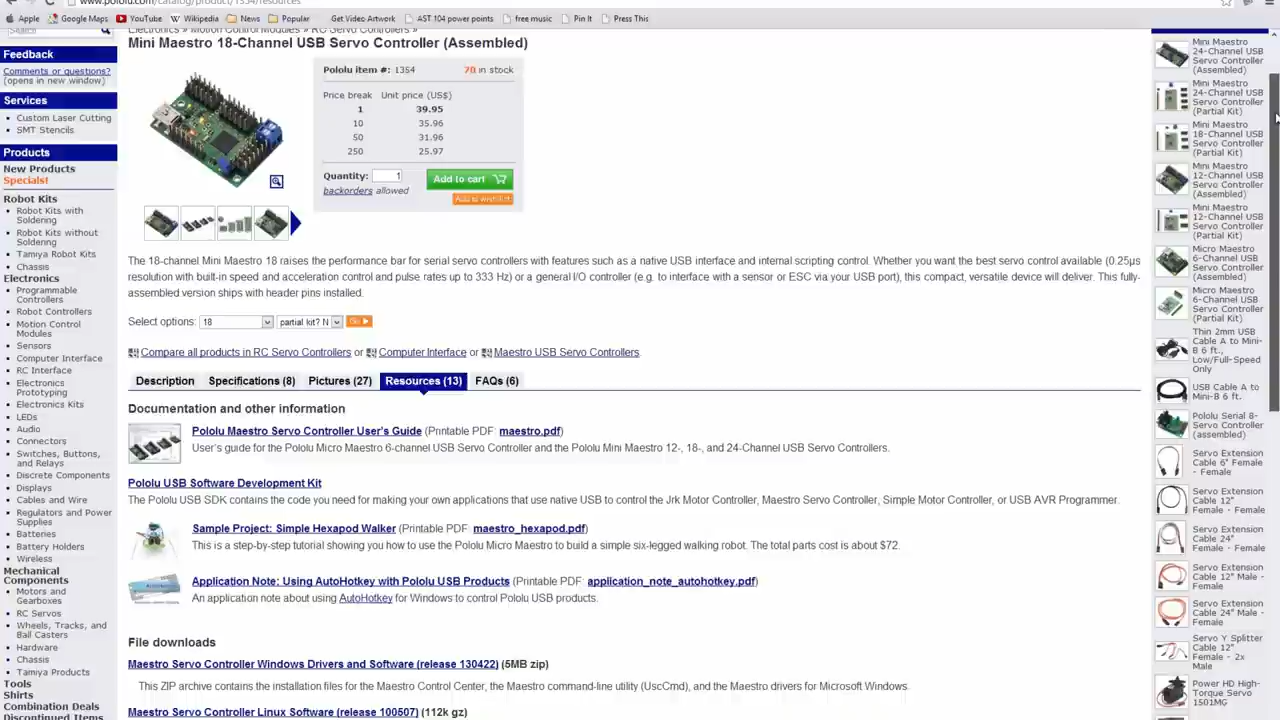 www.pololu.com/catalog/product/1354/resources
Apple
Google Maps
YouTube
Wikipedia
News
Popular
Get Video Artwork
AST 104 power points
free music
Pin It
Press This
Search
Feedback
Comments or questions?
(opens in new window)
Services
Custom Laser Cutting
SMT Stencils
Products
New Products
Specials!
Robot Kits
Robot Kits with
Soldering
Robot Kits without
Soldering
Tamiya Robot Kits
Chassis
Electronics
Programmable
Controllers
Robot Controllers
Motion Control
Modules
Sensors
Computer Interface
RC Interface
Electronics
Prototyping
Electronics Kits
LEDs
Audio
Connectors
Switches, Buttons,
and Relays
Discrete Components
Displays
Cables and Wire
Regulators and Power
Supplies
Batteries
Battery Holders
Wireless
Mechanical
Components
Motors and
Gearboxes
RC Servos
Wheels, Tracks, and
Ball Casters
Hardware
Chassis
Tamiya Products
Tools
Shirts
Combination Deals
Discontinued Items
Electronics » Motion Control Modules » RC Servo Controllers »
Mini Maestro 18-Channel USB Servo Controller (Assembled)
Pololu item #: 1354 70 in stock
Price break Unit price (US$)
1 39.95
10 35.96
50 31.96
250 25.97
Quantity: 1 Add to cart
backorders allowed
Add to wish list
The 18-channel Mini Maestro 18 raises the performance bar for serial servo controllers with features such as a native USB interface and internal scripting control. Whether you want the best servo control available (0.25μs
resolution with built-in speed and acceleration control and pulse rates up to 333 Hz) or a general I/O controller (e.g. to interface with a sensor or ESC via your USB port), this compact, versatile device will deliver. This fully-
assembled version ships with header pins installed.
Select options: 18 partial kit? N Go
Compare all products in RC Servo Controllers or Computer Interface or Maestro USB Servo Controllers.
Description Specifications (8) Pictures (27) Resources (13) FAQs (6)
Documentation and other information
Pololu Maestro Servo Controller User's Guide (Printable PDF: maestro.pdf)
User's guide for the Pololu Micro Maestro 6-channel USB Servo Controller and the Pololu Mini Maestro 12-, 18-, and 24-Channel USB Servo Controllers.
Pololu USB Software Development Kit
The Pololu USB SDK contains the code you need for making your own applications that use native USB to control the Jrk Motor Controller, Maestro Servo Controller, Simple Motor Controller, or USB AVR Programmer.
Sample Project: Simple Hexapod Walker (Printable PDF: maestro_hexapod.pdf)
This is a step-by-step tutorial showing you how to use the Pololu Micro Maestro to build a simple six-legged walking robot. The total parts cost is about $72.
Application Note: Using AutoHotkey with Pololu USB Products (Printable PDF: application_note_autohotkey.pdf)
An application note about using AutoHotkey for Windows to control Pololu USB products.
File downloads
Maestro Servo Controller Windows Drivers and Software (release 130422) (5MB zip)
This ZIP archive contains the installation files for the Maestro Control Center, the Maestro command-line utility (UscCmd), and the Maestro drivers for Microsoft Windows
Maestro Servo Controller Linux Software (release 100507) (112k gz)
Mini Maestro
24-Channel USB
Servo Controller
(Assembled)
Mini Maestro
24-Channel USB
Servo Controller
(Partial Kit)
Mini Maestro
18-Channel USB
Servo Controller
(Partial Kit)
Mini Maestro
12-Channel USB
Servo Controller
(Assembled)
Mini Maestro
12-Channel USB
Servo Controller
(Partial Kit)
Micro Maestro
6-Channel USB
Servo Controller
(Assembled)
Micro Maestro
6-Channel USB
Servo Controller
(Partial Kit)
Thin 2mm USB
Cable A to Mini-
B 6 ft.,
Low/Full-Speed
Only
USB Cable A to
Mini-B 6 ft.
Pololu Serial 8-
Servo Controller
(assembled)
Servo Extension
Cable 6" Female
- Female
Servo Extension
Cable 12"
Female - Female
Servo Extension
Cable 24"
Female - Female
Servo Extension
Cable 12" Male -
Female
Servo Extension
Cable 24" Male -
Female
Servo Y Splitter
Cable 12"
Female - 2x
Male
Power HD High-
Torque Servo
1501MG